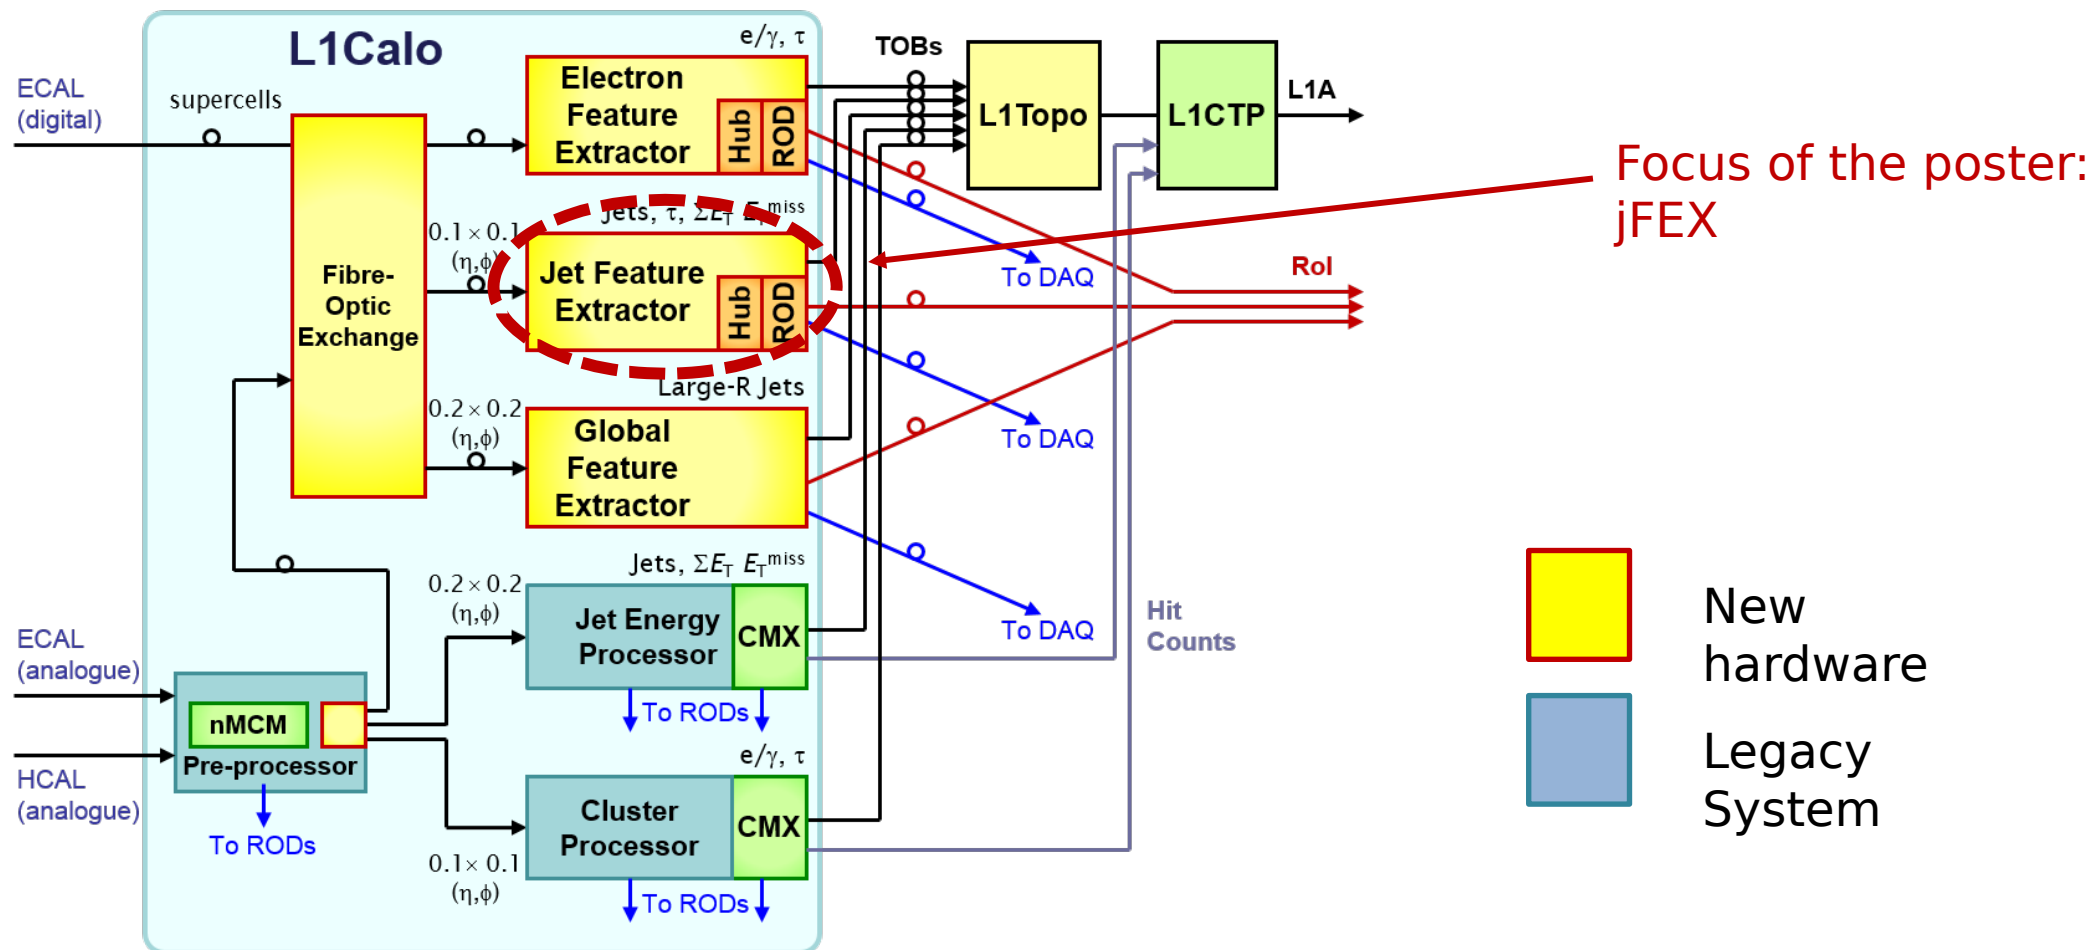 L1Calo
ECAL
(digital)
supercells
e/γ, τ
Electron
Feature
Extractor
Hub
ROD
TOBs
L1Topo
L1CTP
L1A
Focus of the poster:
jFEX
Jets, τ, ΣE_T E_T^miss
0.1 × 0.1
(η,ϕ)
Fibre-
Optic
Exchange
Jet Feature
Extractor
Hub
ROD
To DAQ
RoI
Large-R Jets
0.2 × 0.2
(η,ϕ)
Global
Feature
Extractor
To DAQ
Jets, ΣE_T E_T^miss
0.2 × 0.2
(η,ϕ)
Jet Energy
Processor
CMX
To DAQ
Hit
Counts
To RODs
ECAL
(analogue)
nMCM
Pre-processor
HCAL
(analogue)
To RODs
e/γ, τ
Cluster
Processor
CMX
0.1 × 0.1
(η,ϕ)
To RODs
New
hardware
Legacy
System